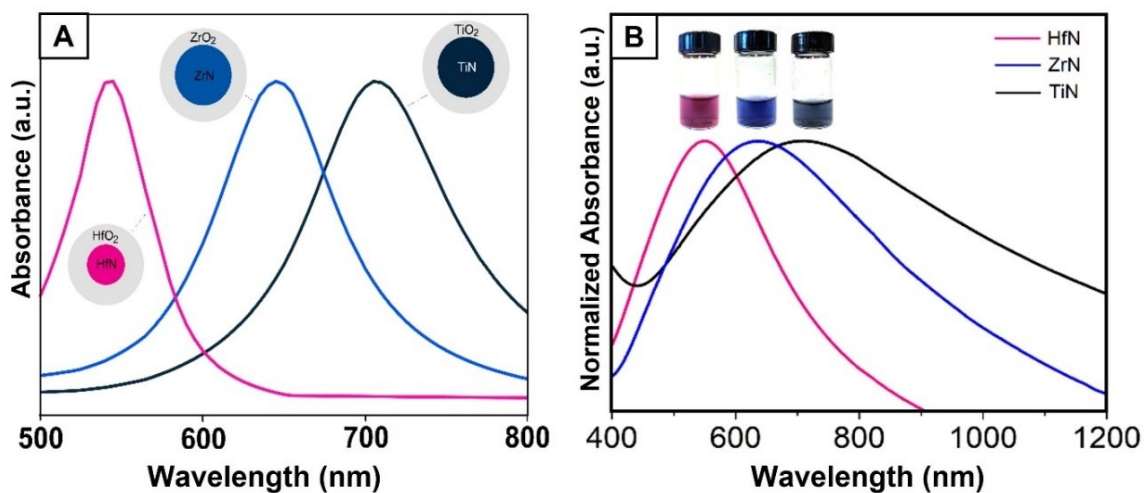 A
ZrO2
ZrN
TiO2
TiN
HfO2
HfN
Absorbance (a.u.)
500
600
700
800
Wavelength (nm)
B
HfN
ZrN
TiN
Normalized Absorbance (a.u.)
400
600
800
1000
1200
Wavelength (nm)